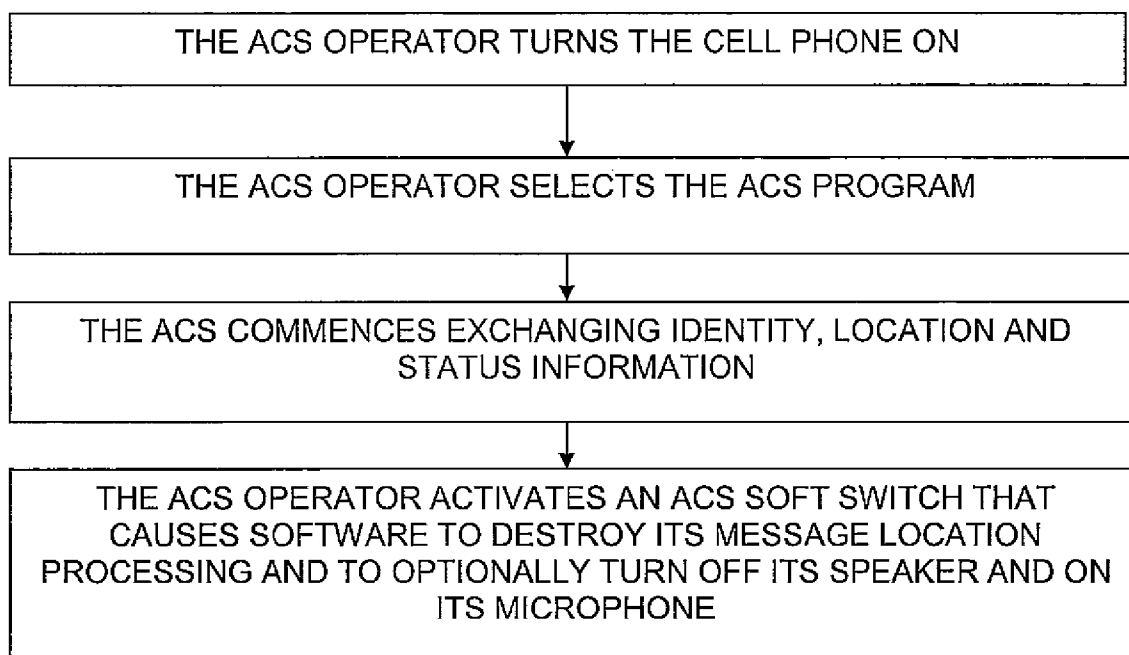 THE ACS OPERATOR TURNS THE CELL PHONE ON
THE ACS OPERATOR SELECTS THE ACS PROGRAM
THE ACS COMMENCES EXCHANGING IDENTITY, LOCATION AND
STATUS INFORMATION
THE ACS OPERATOR ACTIVATES AN ACS SOFT SWITCH THAT
CAUSES SOFTWARE TO DESTROY ITS MESSAGE LOCATION
PROCESSING AND TO OPTIONALLY TURN OFF ITS SPEAKER AND ON
ITS MICROPHONE